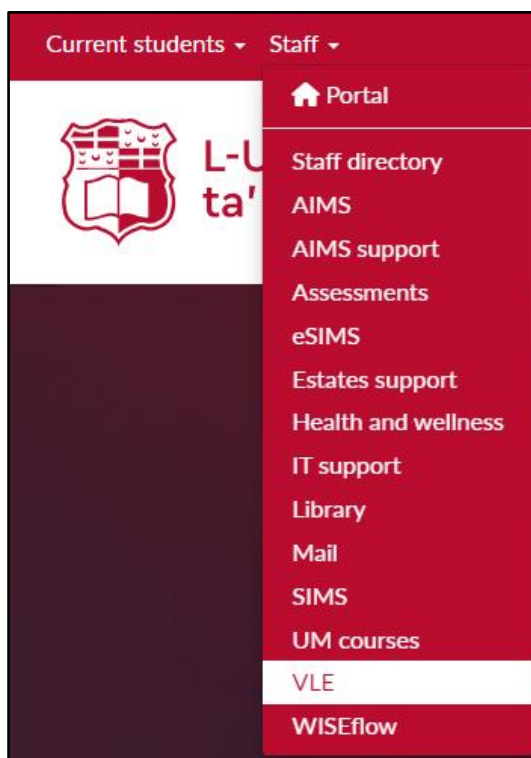 Current students Staff
Portal
Staff directory
L-U
ta'
AIMS
AIMS support
Assessments
eSIMS
Estates support
Health and wellness
IT support
Library
Mail
SIMS
UM courses
VLE
WISEflow